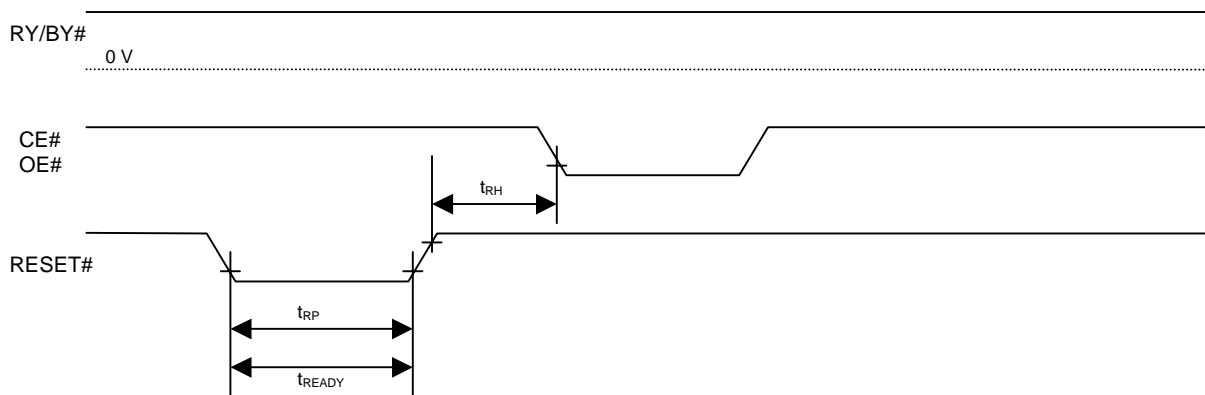 RY/BY#
0 V
CE#
OE#
tRH
RESET#
tRP
tREADY